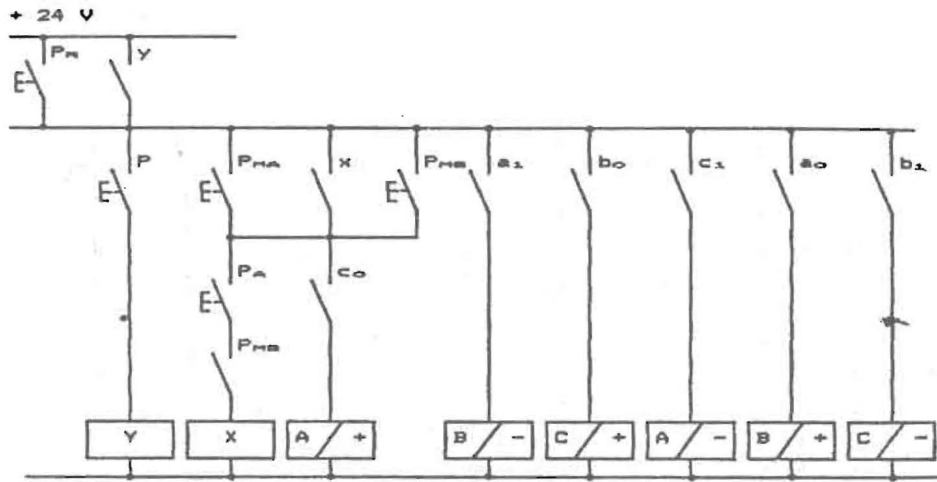 + 24 V
PM Y
P PMA X PMB a1 b0 c1 a0 b1
PA c0
PMB
Y X A / + B / - C / + A / - B / + C / -